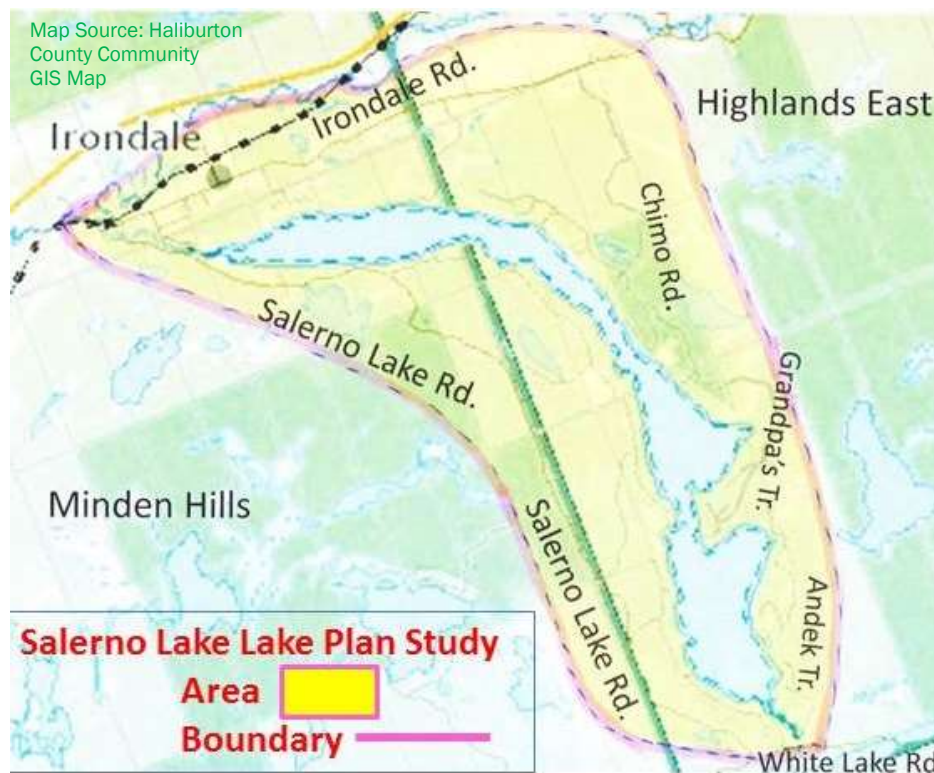 Map Source: Haliburton
County Community
GIS Map
Irondale Rd.
Highlands East
Irondale
Chimo Rd.
Salerno Lake Rd.
Grandpa's Tr.
Minden Hills
Salerno Lake Rd.
Andek Tr.
Salerno Lake Lake Plan Study
Area
Boundary
White Lake Rd